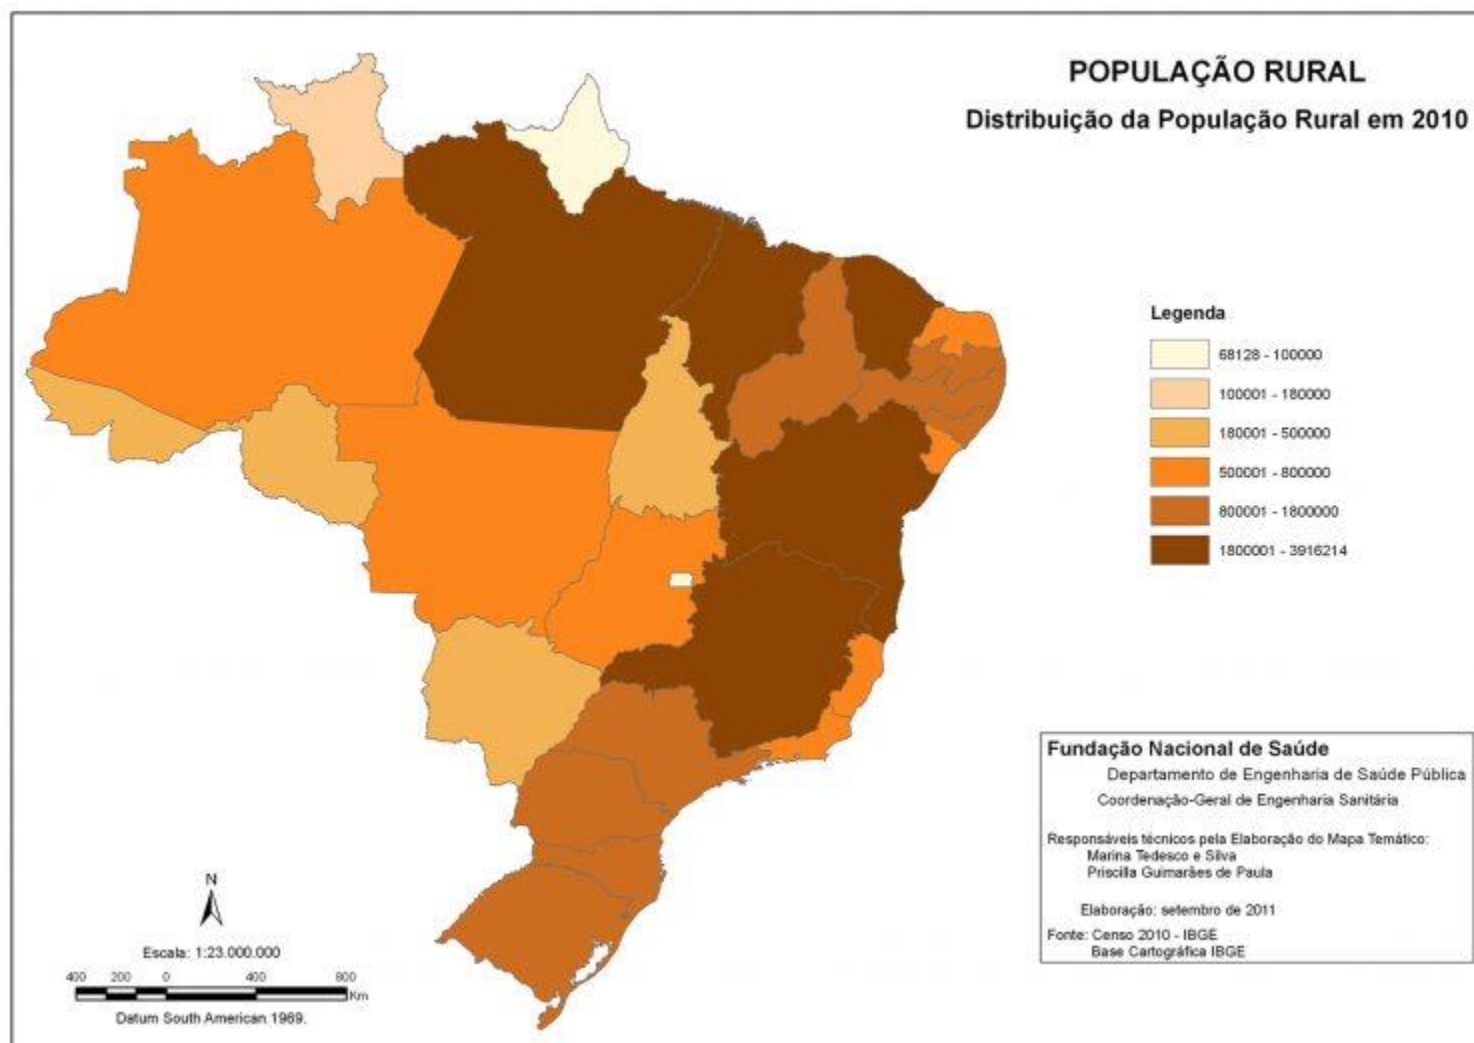 POPULAÇÃO RURAL
Distribuição da População Rural em 2010
Legenda
68128 - 100000
100001 - 180000
180001 - 500000
500001 - 800000
800001 - 1800000
1800001 - 3916214
Fundação Nacional de Saúde
Departamento de Engenharia de Saúde Pública
Coordenação-Geral de Engenharia Sanitária
Responsáveis técnicos pela Elaboração do Mapa Temático:
Marina Tedesco e Silva
Priscilla Guimarães de Paula
Elaboração: setembro de 2011
Fonte: Censo 2010 - IBGE
Base Cartográfica IBGE
N
Escala: 1:23.000.000
400 200 0 400 800
Km
Datum South American 1969.